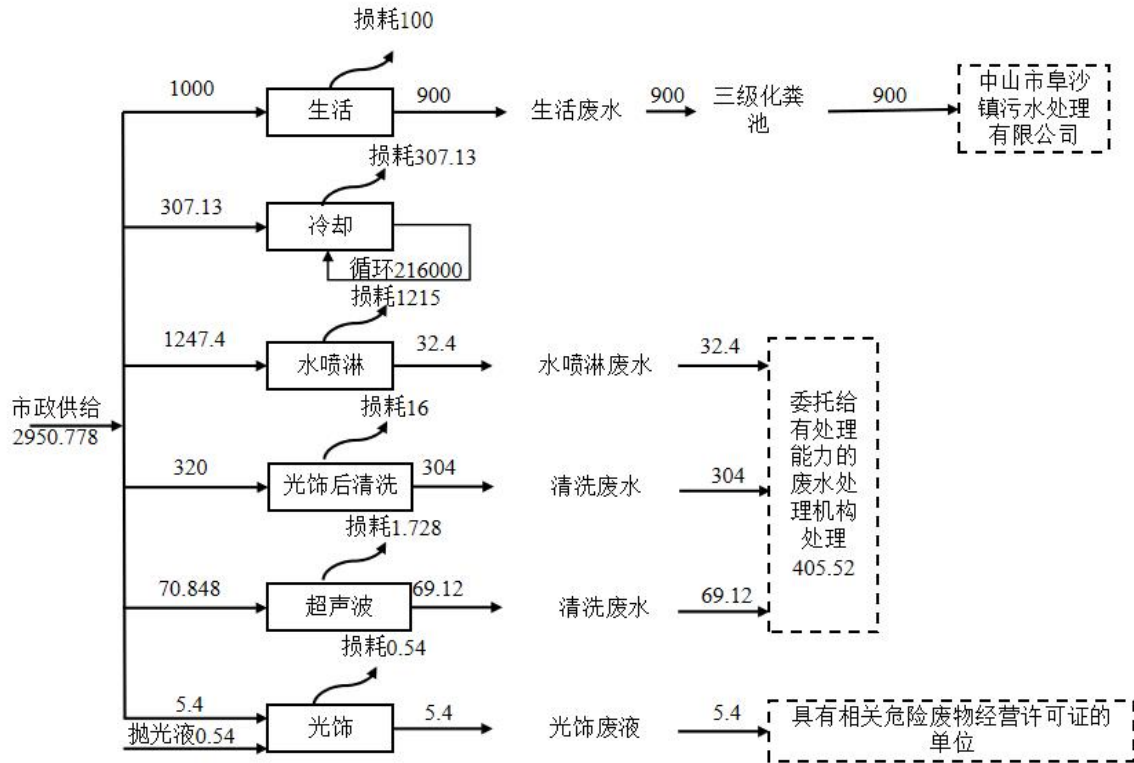 损耗100
1000
生活
900
生活废水
900
三级化粪
池
900
中山市阜沙
镇污水处理
有限公司
损耗307.13
307.13
冷却
循环216000
损耗1215
1247.4
水喷淋
32.4
水喷淋废水
32.4
市政供给
2950.778
损耗16
320
光饰后清洗
304
清洗废水
304
委托给
有处理
能力的
废水处
理机构
处理
405.52
损耗1.728
70.848
超声波
69.12
清洗废水
69.12
损耗0.54
5.4
抛光液0.54
光饰
5.4
光饰废液
5.4
具有相关危险废物经营许可证的
单位